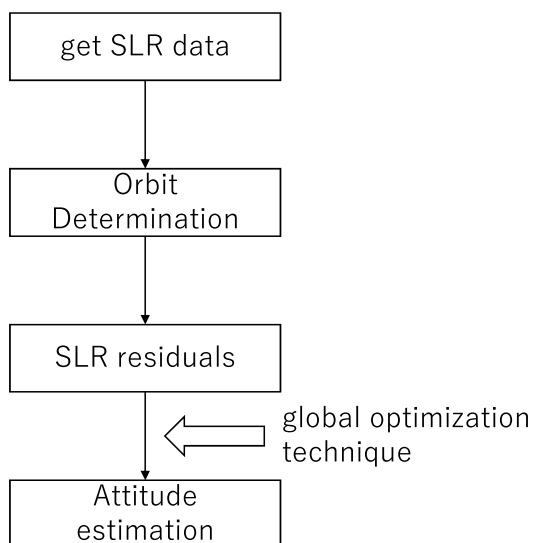 get SLR data
Orbit
Determination
SLR residuals
global optimization
technique
Attitude
estimation